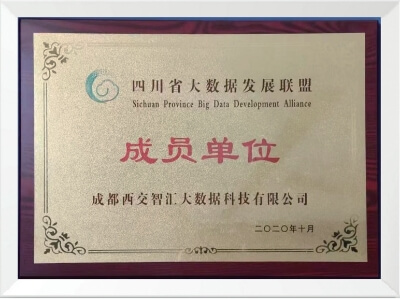 四川省大数据发展联盟
Sichuan Province Big Data Development Alliance
成员单位
成都西交智汇大数据科技有限公司
二〇二〇年十月